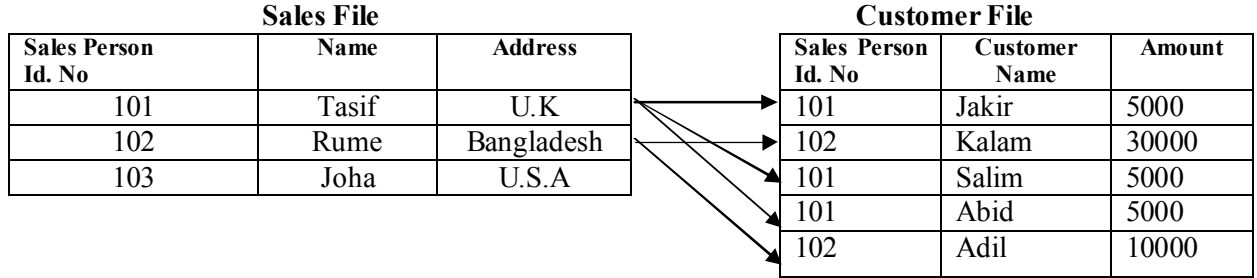 Sales File
Sales Person Id. No Name Address
101 Tasif U.K
102 Rume Bangladesh
103 Joha U.S.A
Customer File
Sales Person Id. No Customer Name Amount
101 Jakir 5000
102 Kalam 30000
101 Salim 5000
101 Abid 5000
102 Adil 10000